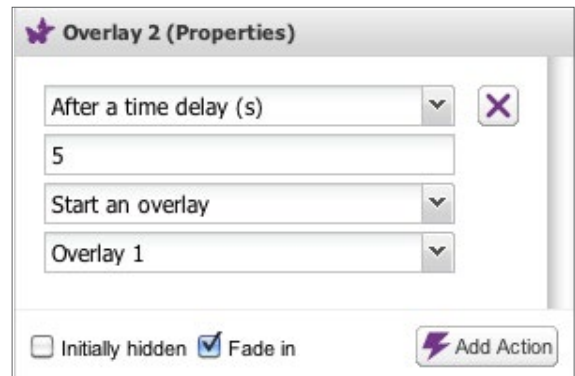 Overlay 2 (Properties)
After a time delay (s)
5
Start an overlay
Overlay 1
Initially hidden Fade in Add Action